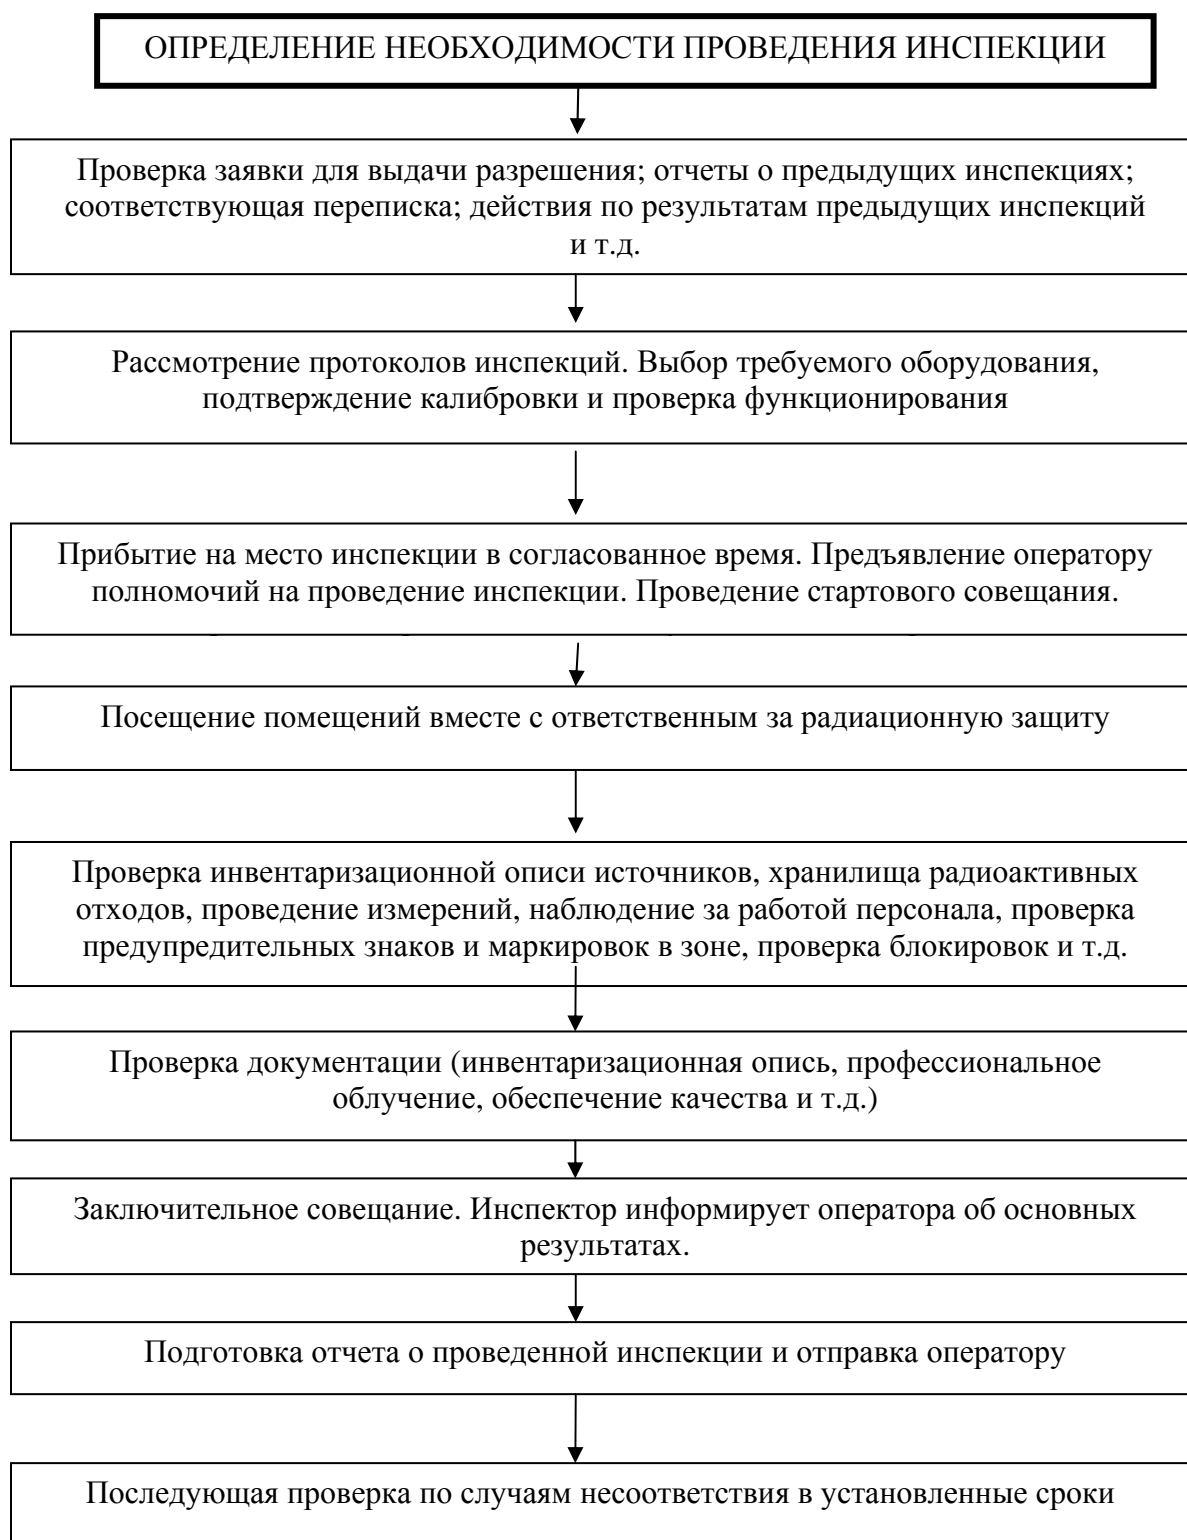 ОПРЕДЕЛЕНИЕ НЕОБХОДИМОСТИ ПРОВЕДЕНИЯ ИНСПЕКЦИИ
Проверка заявки для выдачи разрешения; отчеты о предыдущих инспекциях;
соответствующая переписка; действия по результатам предыдущих инспекций
и т.д.
Рассмотрение протоколов инспекций. Выбор требуемого оборудования,
подтверждение калибровки и проверка функционирования
Прибытие на место инспекции в согласованное время. Предъявление оператору
полномочий на проведение инспекции. Проведение стартового совещания.
Посещение помещений вместе с ответственным за радиационную защиту
Проверка инвентаризационной описи источников, хранилища радиоактивных
отходов, проведение измерений, наблюдение за работой персонала, проверка
предупредительных знаков и маркировок в зоне, проверка блокировок и т.д.
Проверка документации (инвентаризационная опись, профессиональное
облучение, обеспечение качества и т.д.)
Заключительное совещание. Инспектор информирует оператора об основных
результатах.
Подготовка отчета о проведенной инспекции и отправка оператору
Последующая проверка по случаям несоответствия в установленные сроки